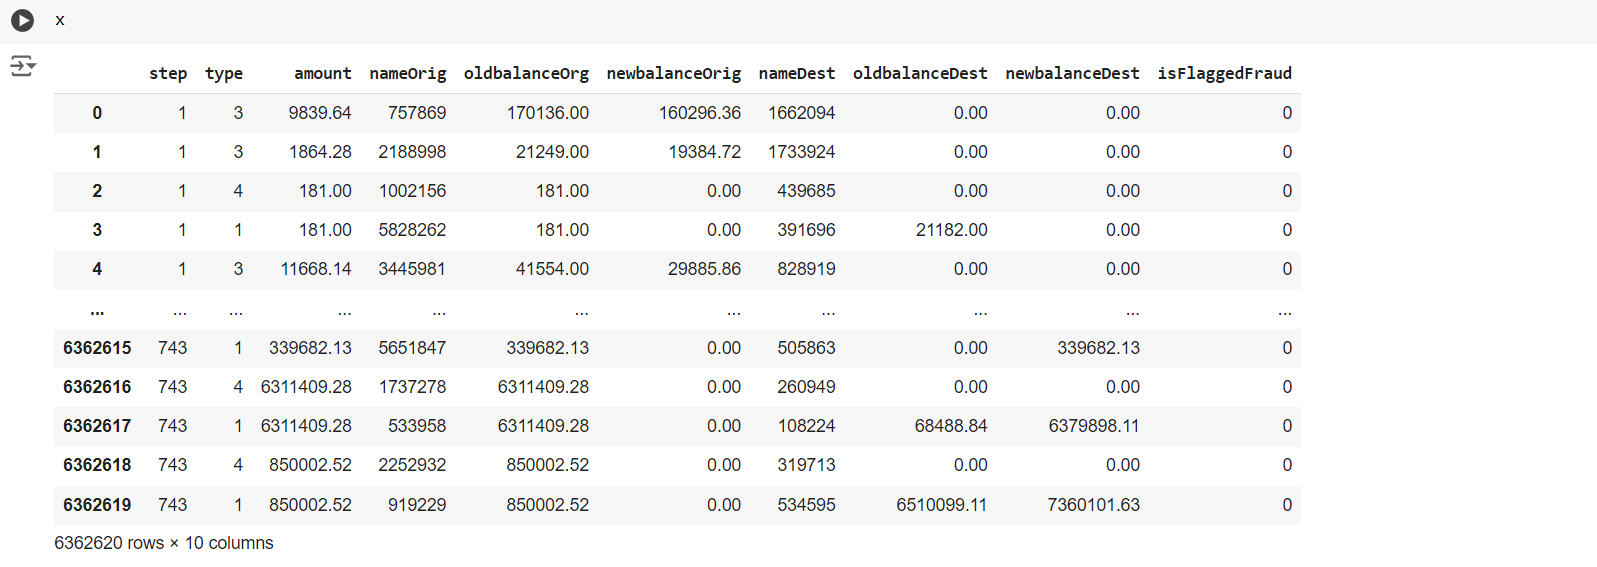 x
step type amount nameOrig oldbalanceOrg newbalanceOrig nameDest oldbalanceDest newbalanceDest isFlaggedFraud
0 1 3 9839.64 757869 170136.00 160296.36 1662094 0.00 0.00 0
1 1 3 1864.28 2188998 21249.00 19384.72 1733924 0.00 0.00 0
2 1 4 181.00 1002156 181.00 0.00 439685 0.00 0.00 0
3 1 1 181.00 5828262 181.00 0.00 391696 21182.00 0.00 0
4 1 3 11668.14 3445981 41554.00 29885.86 828919 0.00 0.00 0
... ... ... ... ... ... ... ... ... ... ...
6362615 743 1 339682.13 5651847 339682.13 0.00 505863 0.00 339682.13 0
6362616 743 4 6311409.28 1737278 6311409.28 0.00 260949 0.00 0.00 0
6362617 743 1 6311409.28 533958 6311409.28 0.00 108224 68488.84 6379898.11 0
6362618 743 4 850002.52 2252932 850002.52 0.00 319713 0.00 0.00 0
6362619 743 1 850002.52 919229 850002.52 0.00 534595 6510099.11 7360101.63 0
6362620 rows × 10 columns